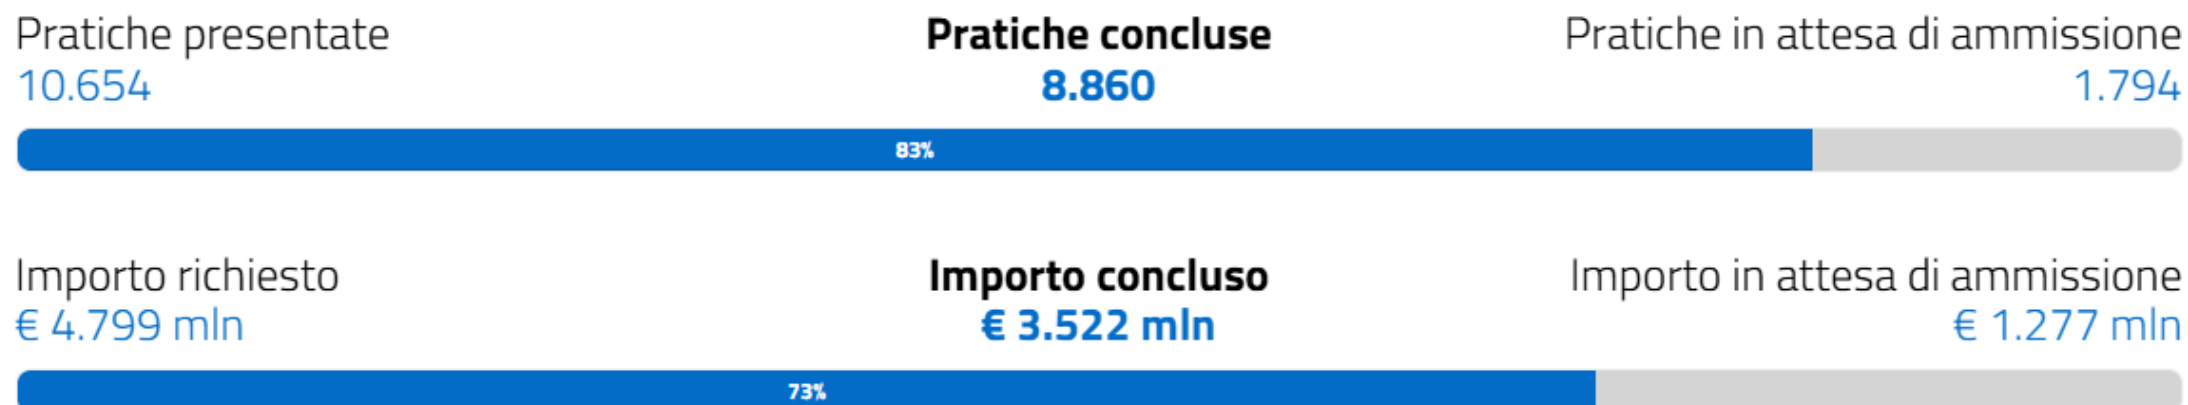 Pratiche presentate
10.654
Pratiche concluse
8.860
Pratiche in attesa di ammissione
1.794
83%
Importo richiesto
€ 4.799 mln
Importo concluso
€ 3.522 mln
Importo in attesa di ammissione
€ 1.277 mln
73%